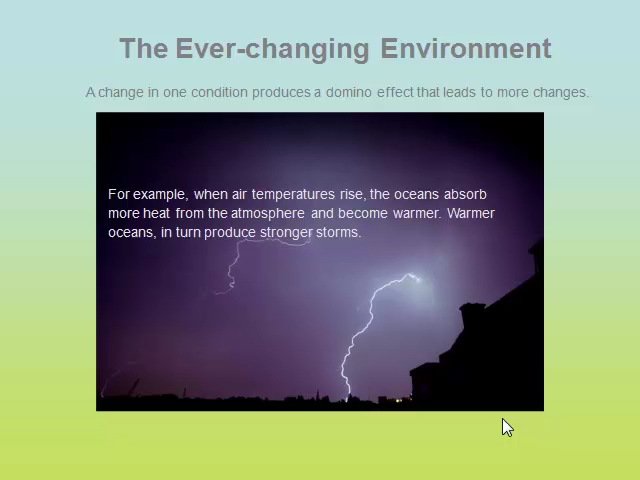 The Ever-changing Environment
A change in one condition produces a domino effect that leads to more changes.
For example, when air temperatures rise, the oceans absorb
more heat from the atmosphere and become warmer. Warmer
oceans, in turn produce stronger storms.